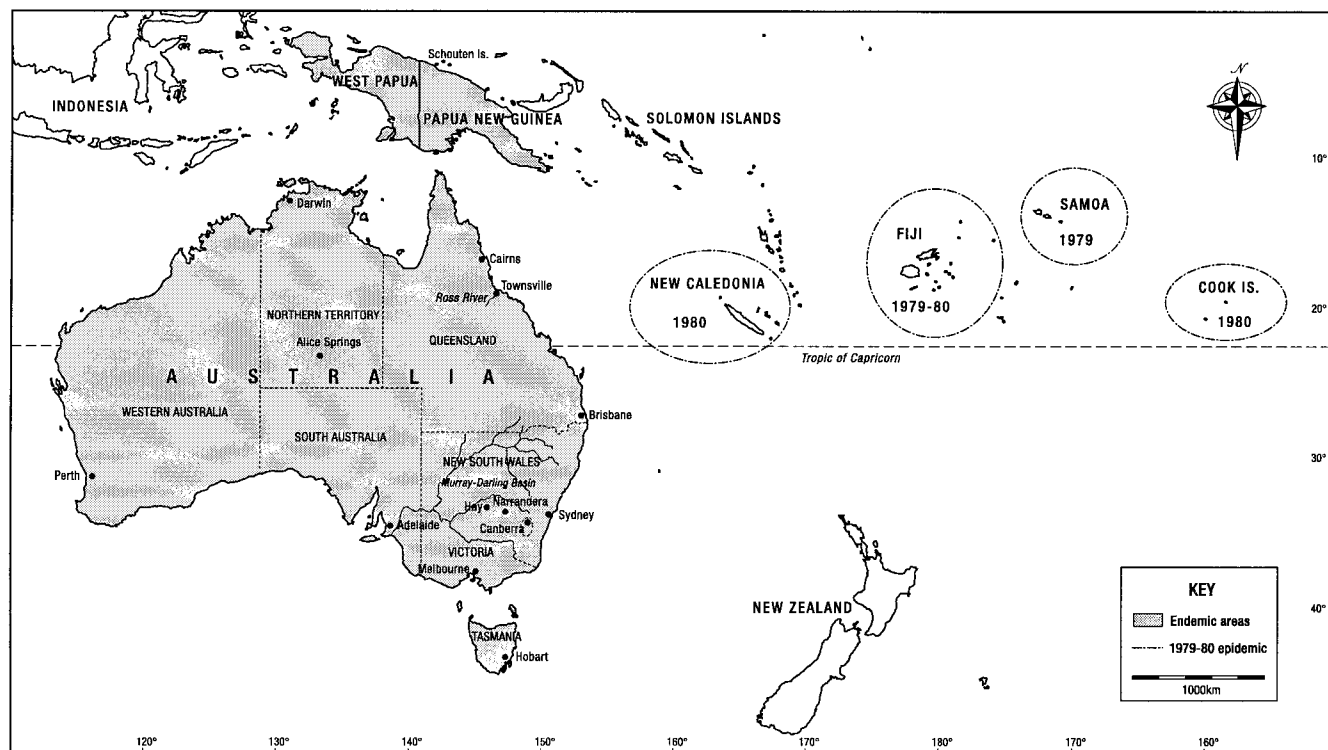 N
Schouten Is.
WEST PAPUA
INDONESIA
PAPUA NEW GUINEA
SOLOMON ISLANDS
10°
Darwin
SAMOA
1979
FIJI
1979-80
Cairns
Townsville
Ross River
NEW CALEDONIA
1980
COOK IS.
1980
20°
NORTHERN TERRITORY
Alice Springs
QUEENSLAND
Tropic of Capricorn
AUSTRALIA
WESTERN AUSTRALIA
Brisbane
SOUTH AUSTRALIA
30°
NEW SOUTH WALES
Perth
Murray-Darling Basin
Hay
Narrandera
Sydney
Adelaide
Canberra
VICTORIA
Melbourne
KEY
Endemic areas
1979-80 epidemic
1000km
NEW ZEALAND
40°
TASMANIA
Hobart
120°
130°
140°
150°
170°
180°
170°
160°